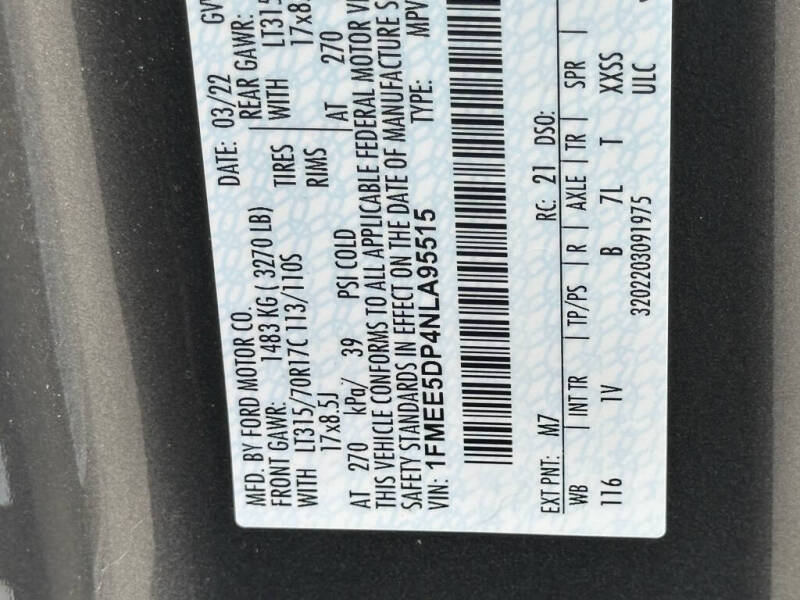 MFD. BY FORD MOTOR CO.
DATE: 03/22 GV
FRONT GAWR: 1483 KG ( 3270 LB) REAR GAWR:
WITH LT315/70R17C 113/110S TIRES WITH LT315
17x8.5J RIMS 17x8.5
AT 270 kPa/ 39 PSI COLD AT 270
THIS VEHICLE CONFORMS TO ALL APPLICABLE FEDERAL MOTOR VE
SAFETY STANDARDS IN EFFECT ON THE DATE OF MANUFACTURE S
VIN: 1FMEE5DP4NLA95515 TYPE: MPV
EXT PNT: M7 RC: 21 DSO:
WB | INT TR | TP/PS | R | AXLE | TR | SPR |
116 1V B 7L T XXSS
3202203091975 ULC